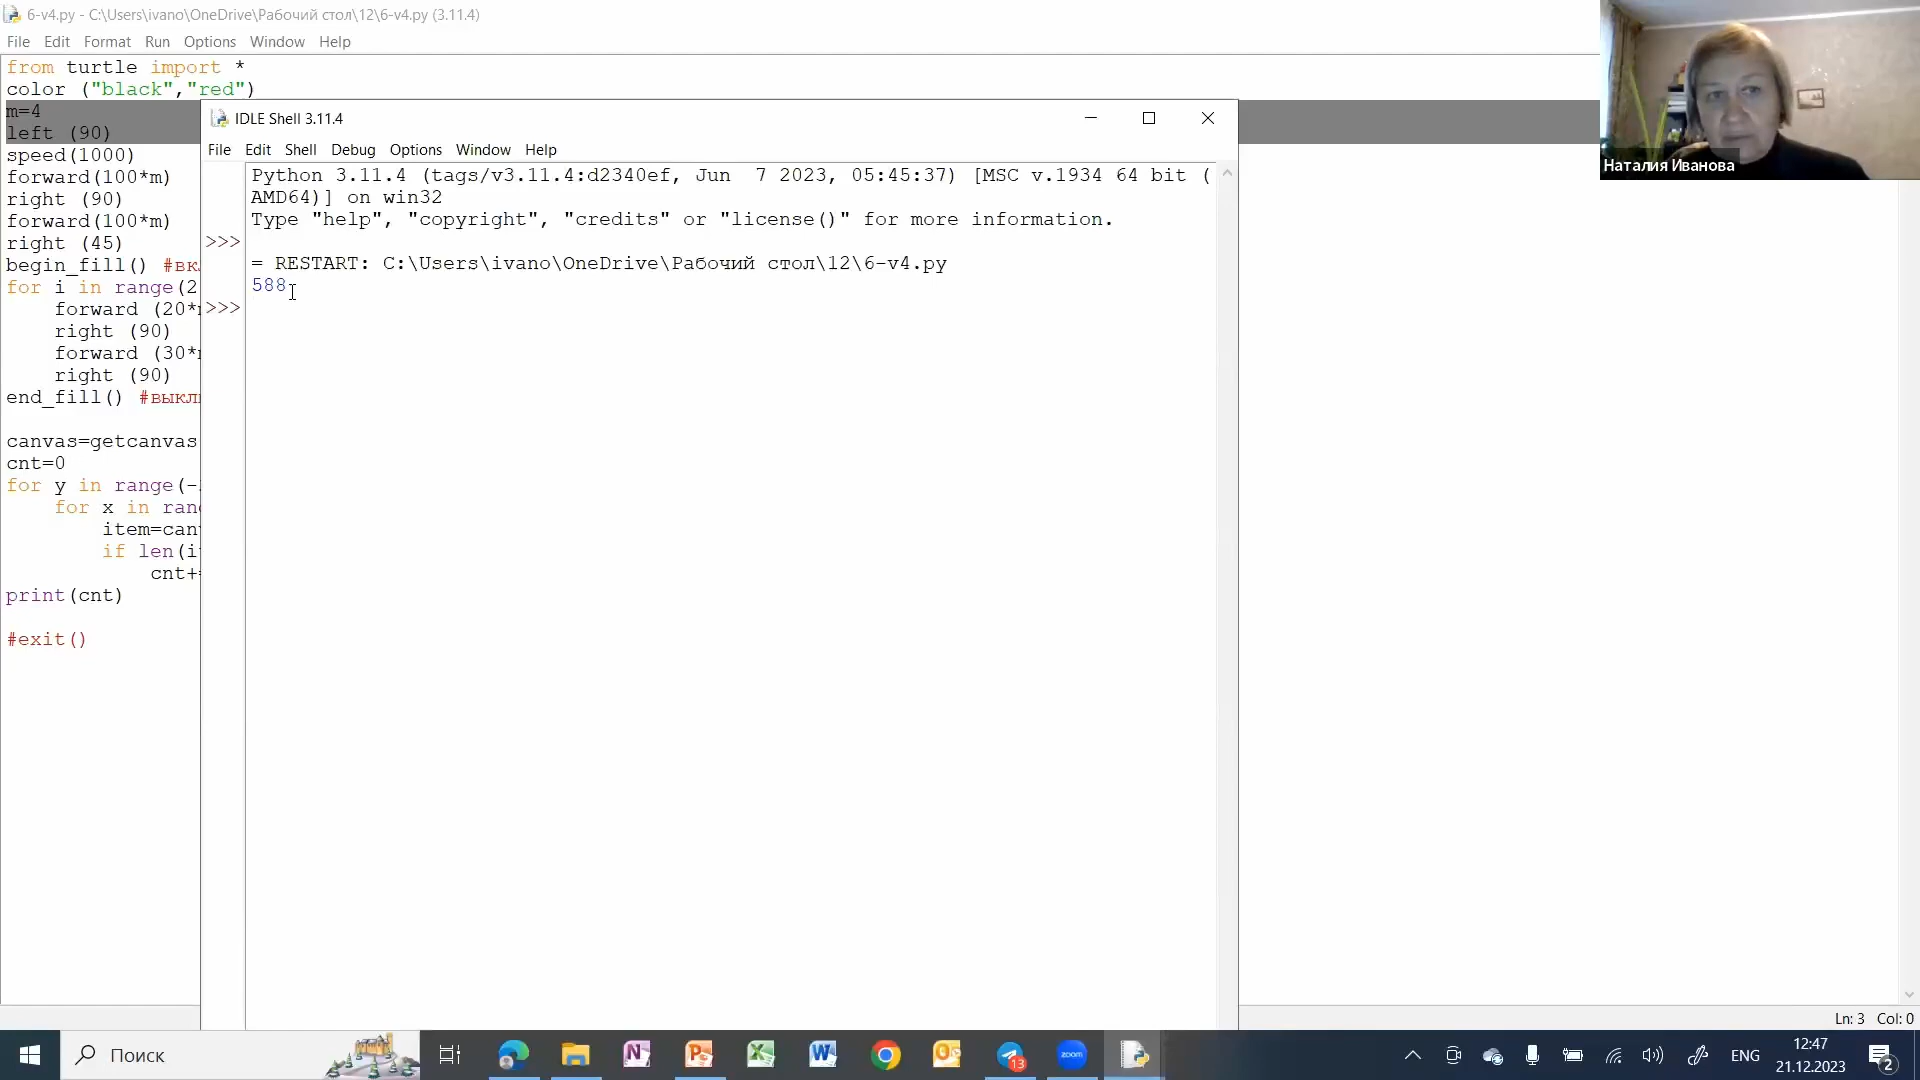 6-v4.py - C:\Users\ivano\OneDrive\Рабочий стол\12\6-v4.py (3.11.4)
File Edit Format Run Options Window Help
from turtle import *
color ("black","red")
m=4
left (90)
speed(1000)
forward(100*m)
right (90)
forward(100*m)
right (45)
begin_fill() #вк
for i in range(2
forward (20*
right (90)
forward (30*
right (90)
end_fill() #выкл
canvas=getcanvas
cnt=0
for y in range(-
for x in ran
item=can
if len(i
cnt+
print(cnt)
#exit()
IDLE Shell 3.11.4
File Edit Shell Debug Options Window Help
Python 3.11.4 (tags/v3.11.4:d2340ef, Jun 7 2023, 05:45:37) [MSC v.1934 64 bit (
AMD64)] on win32
Type "help", "copyright", "credits" or "license()" for more information.
>>>
= RESTART: C:\Users\ivano\OneDrive\Рабочий стол\12\6-v4.py
588
>>>
Наталия Иванова
Ln: 3 Col: 0
Поиск
13
zoom
ENG
12:47
21.12.2023
2